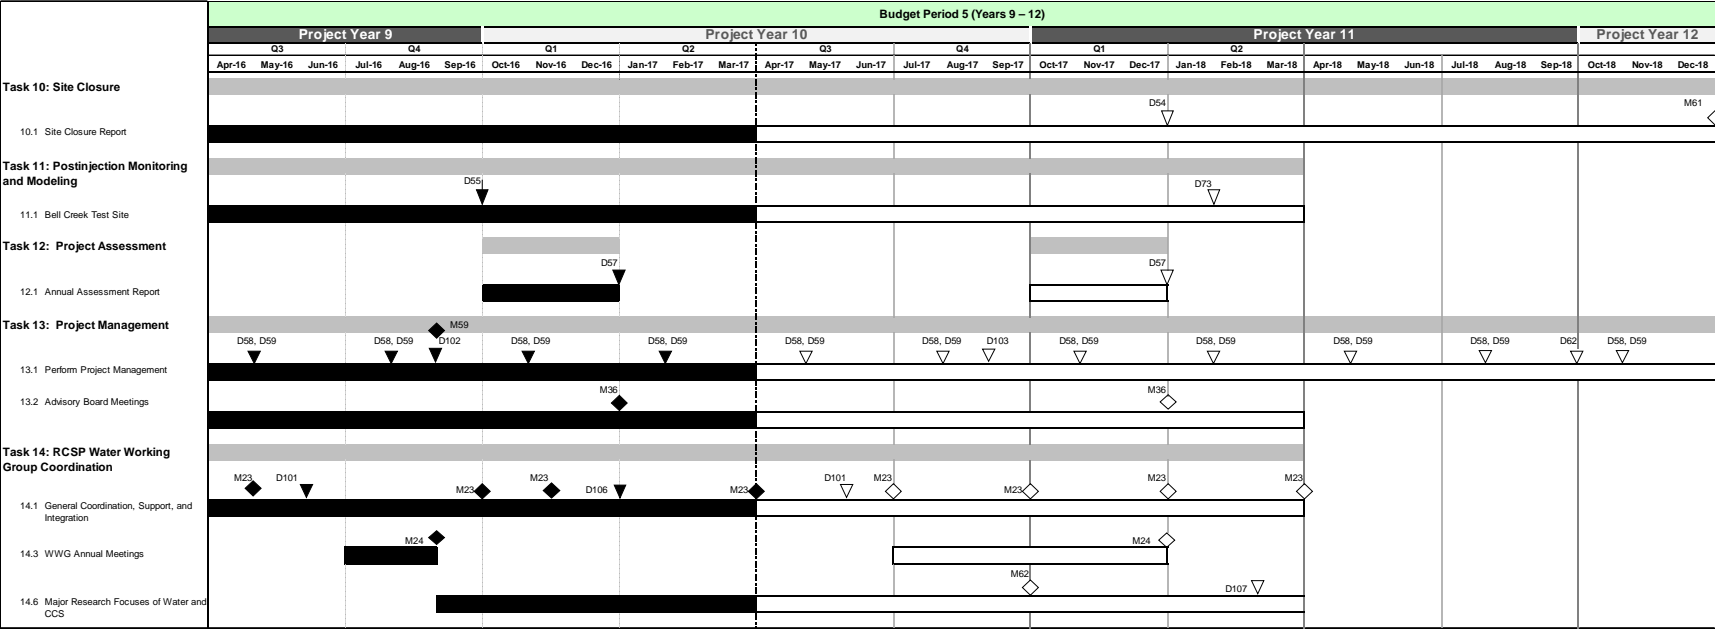 Budget Period 5 (Years 9 – 12)
Project Year 9 Project Year 10 Project Year 11 Project Year 12
Q3 Q4 Q1 Q2 Q3 Q4 Q1 Q2
Apr-16 May-16 Jun-16 Jul-16 Aug-16 Sep-16 Oct-16 Nov-16 Dec-16 Jan-17 Feb-17 Mar-17 Apr-17 May-17 Jun-17 Jul-17 Aug-17 Sep-17 Oct-17 Nov-17 Dec-17 Jan-18 Feb-18 Mar-18 Apr-18 May-18 Jun-18 Jul-18 Aug-18 Sep-18 Oct-18 Nov-18 Dec-18
Task 10: Site Closure
D54 M61
10.1 Site Closure Report
Task 11: Postinjection Monitoring
and Modeling
D55 D73
11.1 Bell Creek Test Site
Task 12: Project Assessment
D57 D57
12.1 Annual Assessment Report
Task 13: Project Management M59
D58, D59 D58, D59 D102 D58, D59 D58, D59 D58, D59 D58, D59 D103 D58, D59 D58, D59 D58, D59 D58, D59 D62 D58, D59
13.1 Perform Project Management
M36 M36
13.2 Advisory Board Meetings
Task 14: RCSP Water Working
Group Coordination
M23 D101 M23 M23 D106 M23 D101 M23 M23 M23 M23
14.1 General Coordination, Support, and
Integration
M24 M24
14.3 WWG Annual Meetings
M62 D107
14.6 Major Research Focuses of Water and
CCS